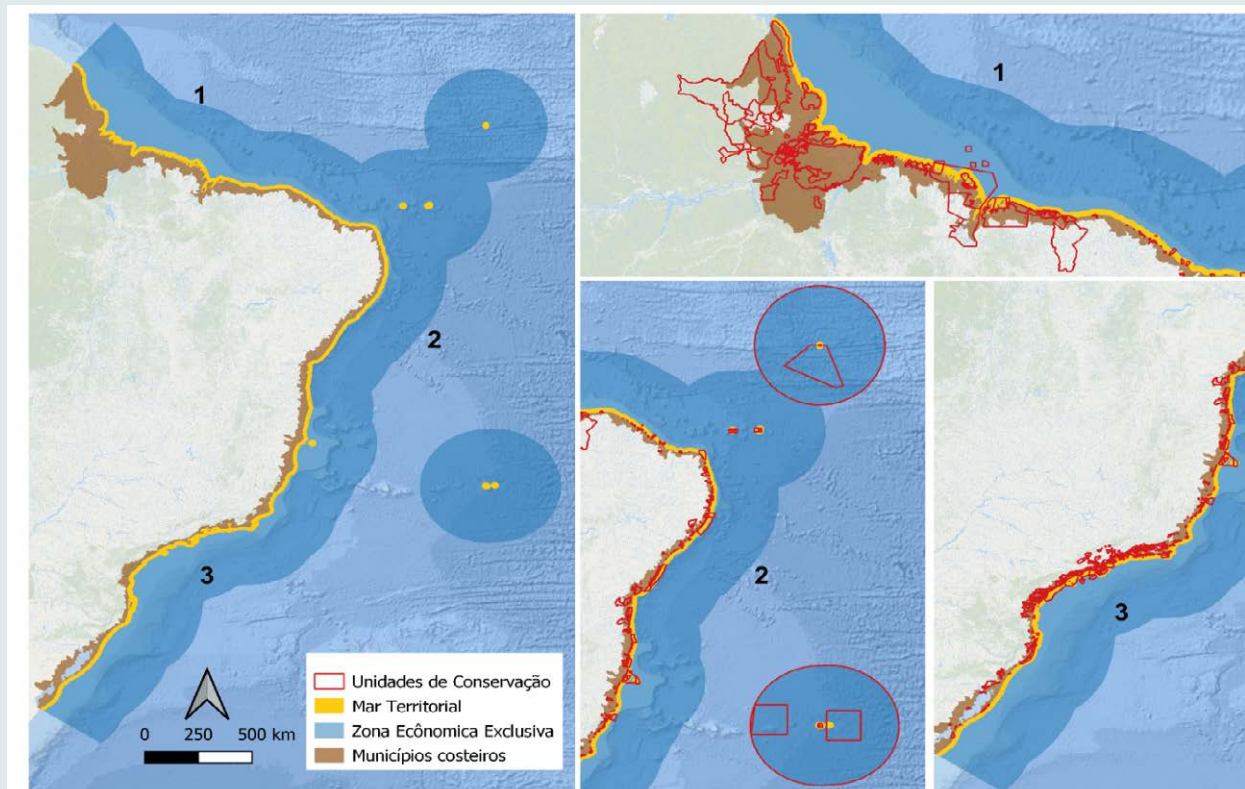 1
2
3
0 250 500 km
Unidades de Conservação
Mar Territorial
Zona Ecônomica Exclusiva
Municípios costeiros
1
2
3